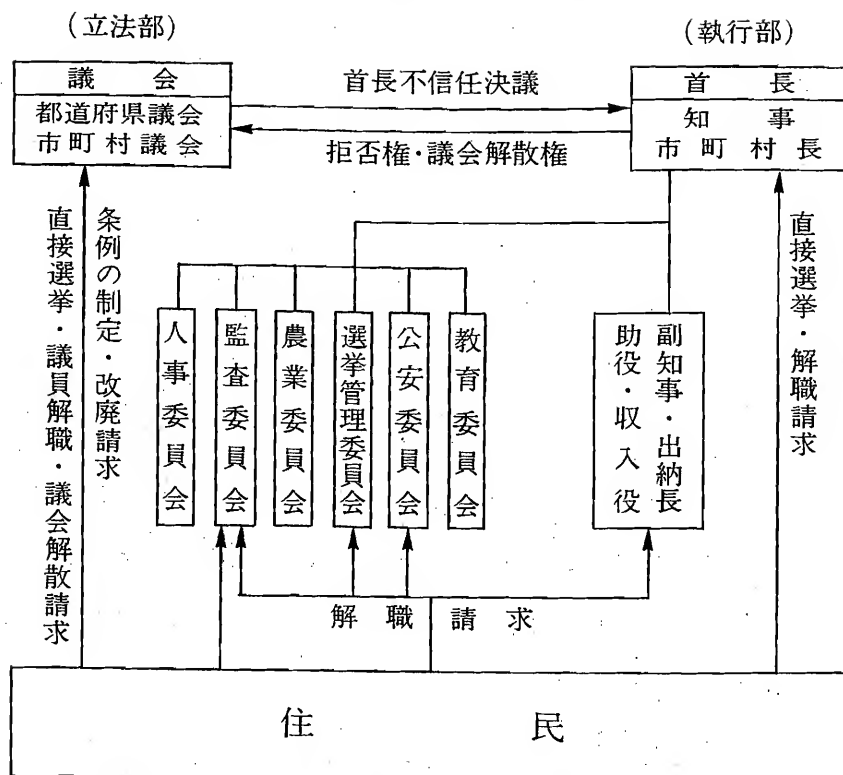 (立法部)
(執行部)
議会
都道府県議会
市町村議会
首長不信任決議
拒否権・議会解散権
首長
知事
市町村長
直接選挙・議員解職・議会解散請求
条例の制定・改廃請求
人事委員会
監査委員会
農業委員会
選挙管理委員会
公安委員会
教育委員会
副知事・出納長
助役・収入役
直接選挙・解職請求
解職請求
住民